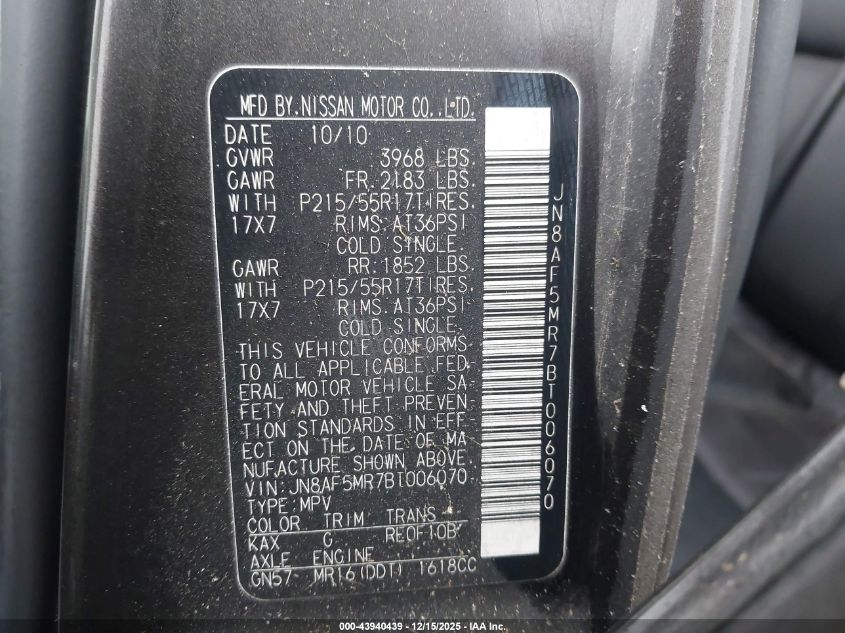 MFD BY.NISSAN MOTOR CO.,LTD.
DATE 10/10
GVWR 3968 LBS
GAWR FR.2183 LBS.
WITH P215/55R17TIRES.
17X7 RIMS.AT36PSI
COLD SINGLE.
GAWR RR:1852 LBS.
WITH P215/55R17TIRES.
17X7 RIMS.AT36PSI
COLD SINGLE.
THIS VEHICLE CONFORMS
TO ALL APPLICABLE FED.
ERAL MOTOR VEHICLE SA-
FETY AND THEFT PREVEN
TION STANDARDS IN EFF-
ECT ON THE DATE OF MA
NUFACTURE SHOWN ABOVE.
VIN:JN8AF5MR7BT006070
TYPE:MPV
COLOR TRIM TRANS
KAX G RE0F10B
AXLE ENGINE
GN57 MR16(DDT) 1618CC
JN8AF5MR7BT006070
000-43940439 - 12/15/2025 - IAA, Inc.